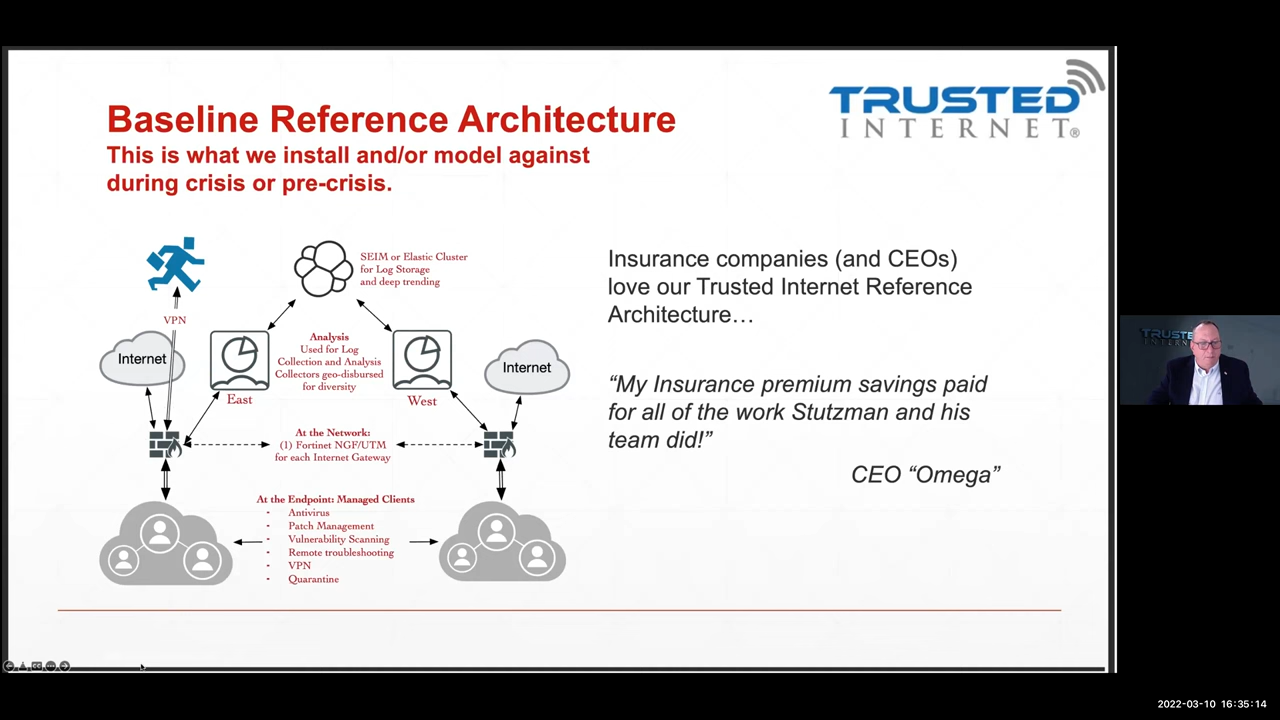 Baseline Reference Architecture
This is what we install and/or model against
during crisis or pre-crisis.
TRUSTED
INTERNET®
SEIM or Elastic Cluster
for Log Storage
and deep trending
VPN
Internet
Analysis
Used for Log
Collection and Analysis
Collectors geo-disbursed
for diversity
East
West
Internet
At the Network:
(1) Fortinet NGF/UTM
for each Internet Gateway
At the Endpoint: Managed Clients
- Antivirus
- Patch Management
- Vulnerability Scanning
- Remote troubleshooting
- VPN
- Quarantine
Insurance companies (and CEOs)
love our Trusted Internet Reference
Architecture…
“My Insurance premium savings paid
for all of the work Stutzman and his
team did!”
CEO “Omega”
TRUSTED
INTERNET
2022-03-10 16:35:14